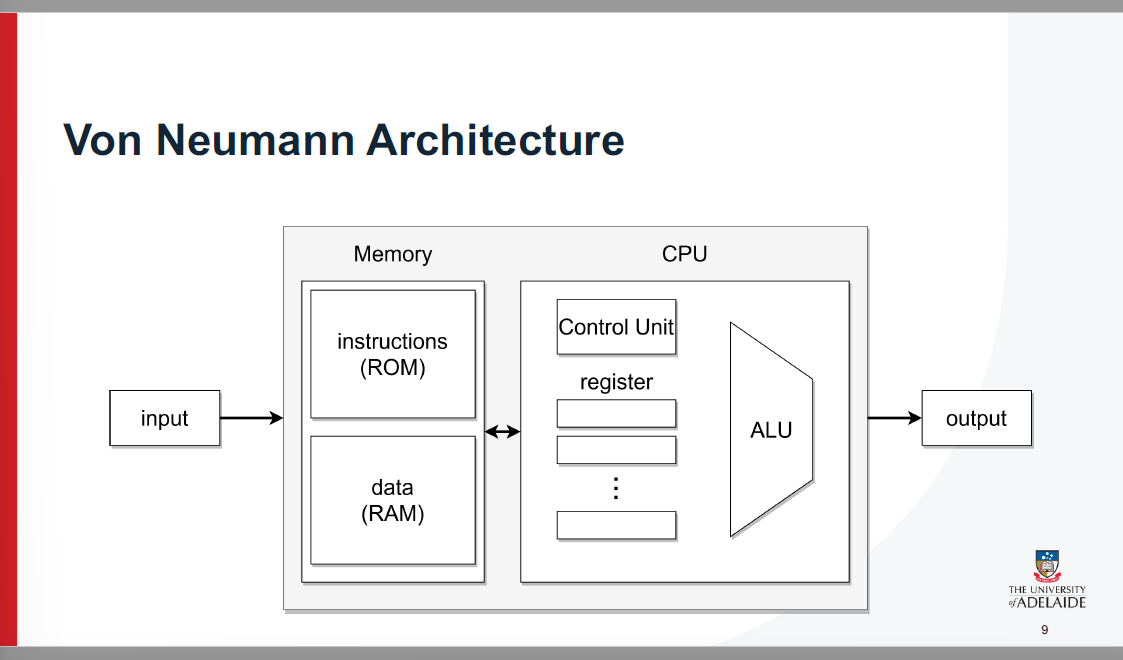 Von Neumann Architecture
Memory
CPU
instructions
(ROM)
Control Unit
register
input
ALU
output
data
(RAM)
⋮
THE UNIVERSITY
of ADELAIDE
9